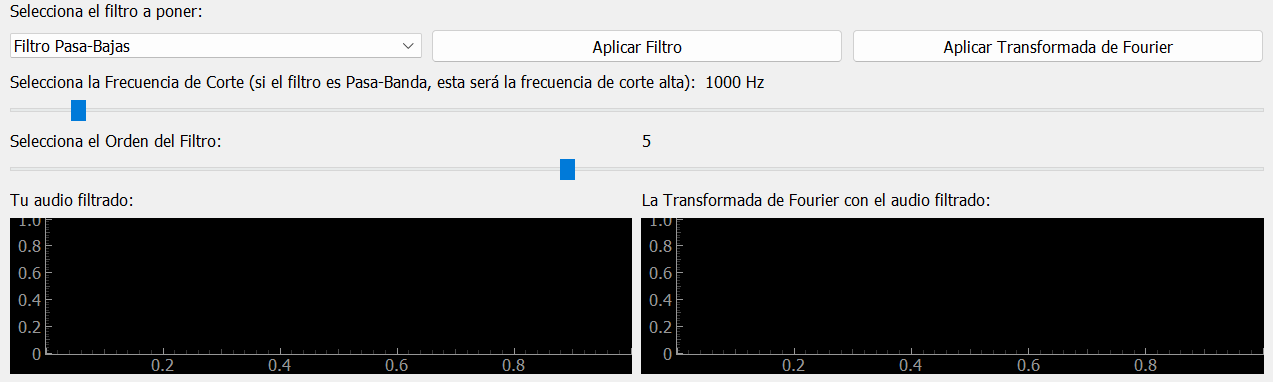 Selecciona el filtro a poner:
Filtro Pasa-Bajas
Aplicar Filtro
Aplicar Transformada de Fourier
Selecciona la Frecuencia de Corte (si el filtro es Pasa-Banda, esta será la frecuencia de corte alta): 1000 Hz
Selecciona el Orden del Filtro: 5
Tu audio filtrado:
La Transformada de Fourier con el audio filtrado:
1.0
0.8
0.6
0.4
0.2
0
0.2 0.4 0.6 0.8
1.0
0.8
0.6
0.4
0.2
0
0.2 0.4 0.6 0.8